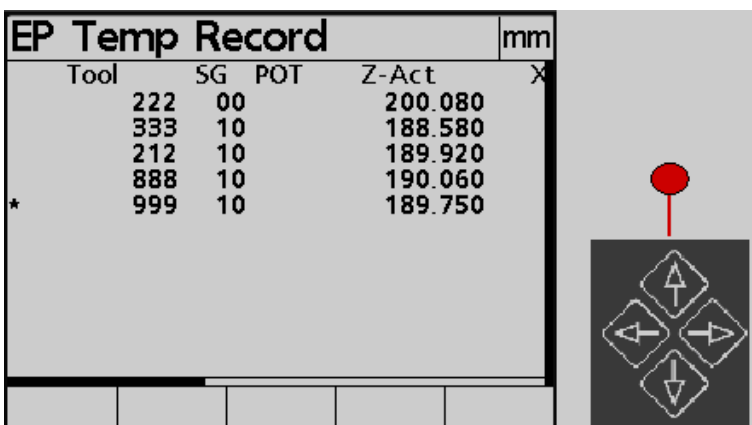 EP Temp Record mm
Tool SG POT Z-Act X
222 00 200.080
333 10 188.580
212 10 189.920
888 10 190.060
* 999 10 189.750